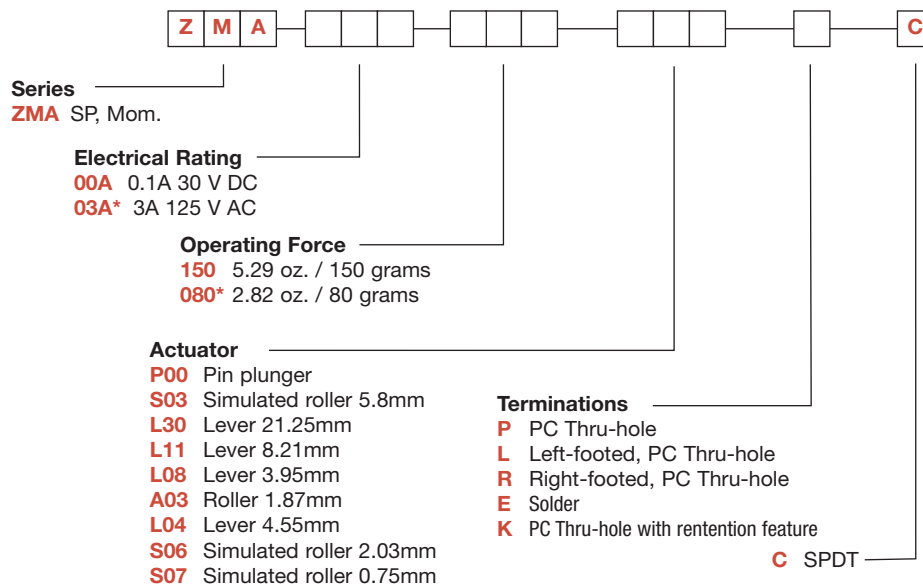 Z M A C
Series
ZMA SP, Mom.
Electrical Rating
00A 0.1A 30 V DC
03A* 3A 125 V AC
Operating Force
150 5.29 oz. / 150 grams
080* 2.82 oz. / 80 grams
Actuator
P00 Pin plunger
S03 Simulated roller 5.8mm
L30 Lever 21.25mm
L11 Lever 8.21mm
L08 Lever 3.95mm
A03 Roller 1.87mm
L04 Lever 4.55mm
S06 Simulated roller 2.03mm
S07 Simulated roller 0.75mm
Terminations
P PC Thru-hole
L Left-footed, PC Thru-hole
R Right-footed, PC Thru-hole
E Solder
K PC Thru-hole with rentention feature
C SPDT